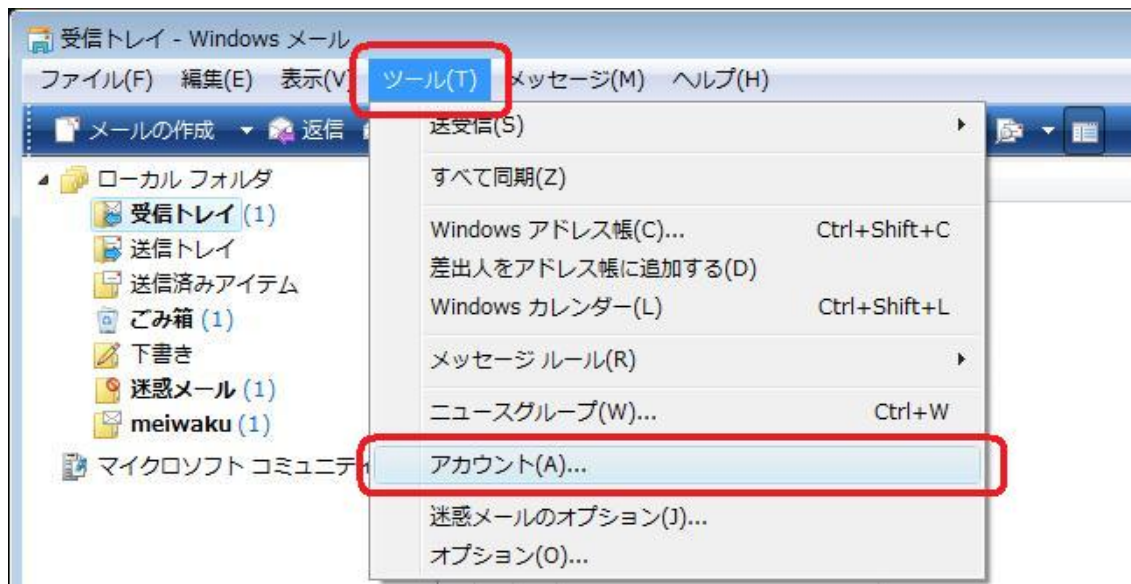 受信トレイ - Windows メール
ファイル(F) 編集(E) 表示(V) ツール(T) メッセージ(M) ヘルプ(H)
メールの作成 返信
送受信(S)
すべて同期(Z)
Windows アドレス帳(C)... Ctrl+Shift+C
差出人をアドレス帳に追加する(D)
Windows カレンダー(L) Ctrl+Shift+L
メッセージ ルール(R)
ニュースグループ(W)... Ctrl+W
アカウント(A)...
迷惑メールのオプション(J)...
オプション(O)...
ローカル フォルダ
受信トレイ (1)
送信トレイ
送信済みアイテム
ごみ箱 (1)
下書き
迷惑メール (1)
meiwaku (1)
マイクロソフト コミュニティ